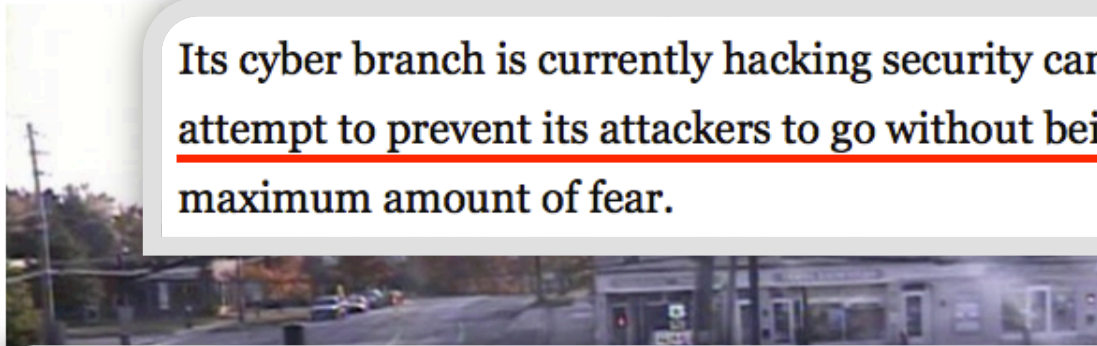 Its cyber branch is currently hacking security
attempt to prevent its attackers to go without
maximum amount of fear.